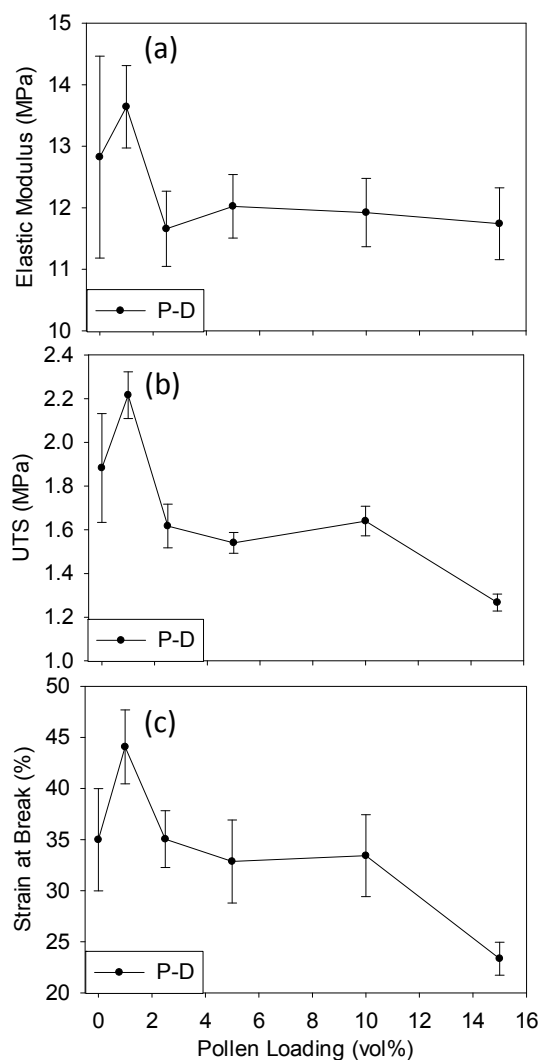 15
(a)
14
13
12
11
10
Elastic Modulus (MPa)
P-D
2.4
(b)
2.2
2.0
1.8
1.6
1.4
1.2
1.0
UTS (MPa)
P-D
50
(c)
45
40
35
30
25
20
Strain at Break (%)
P-D
0 2 4 6 8 10 12 14 16
Pollen Loading (vol%)